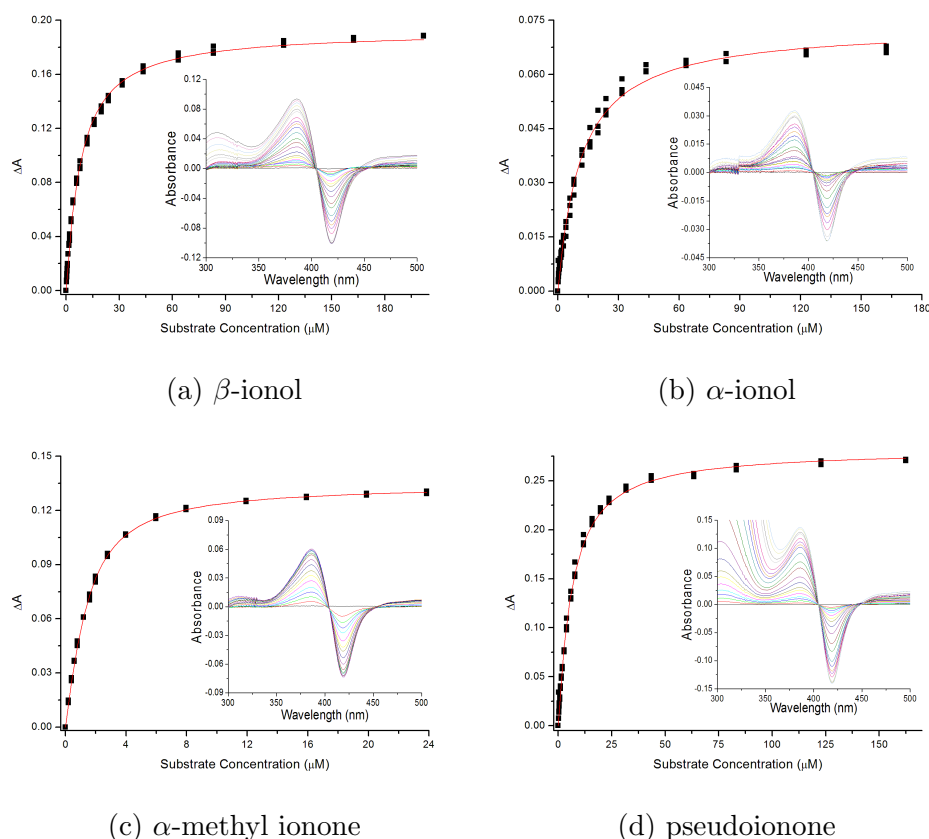 0.20
0.16
0.12
0.08
0.04
0.00
ΔA
0 30 60 90 120 150 180
Substrate Concentration (μM)
0.12
0.08
0.04
0.00
-0.04
-0.08
-0.12
Absorbance
300 350 400 450 500
Wavelength (nm)
(a) β-ionol
0.075
0.060
0.045
0.030
0.015
0.000
ΔA
0 30 60 90 120 150 180
Substrate Concentration (μM)
0.045
0.030
0.015
0.000
-0.015
-0.030
-0.045
Absorbance
300 350 400 450 500
Wavelength (nm)
(b) α-ionol
0.15
0.12
0.09
0.06
0.03
0.00
ΔA
0 4 8 12 16 20 24
Substrate Concentration (μM)
0.09
0.06
0.03
0.00
-0.03
-0.06
-0.09
Absorbance
300 350 400 450 500
Wavelength (nm)
(c) α-methyl ionone
0.25
0.20
0.15
0.10
0.05
0.00
ΔA
0 25 50 75 100 125 150
Substrate Concentration (μM)
0.15
0.10
0.05
0.00
-0.05
-0.10
-0.15
Absorbance
300 350 400 450 500
Wavelength (nm)
(d) pseudoionone